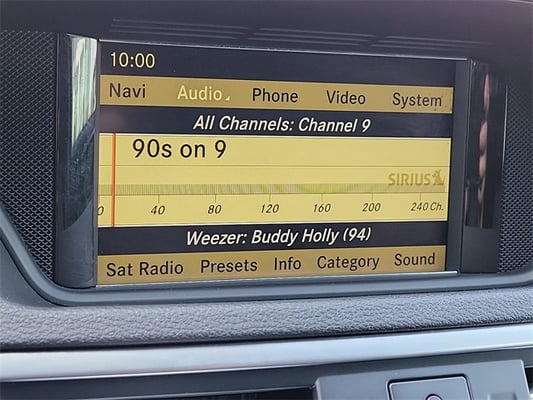 10:00
Navi Audio Phone Video System
All Channels: Channel 9
90s on 9
SIRIUS
0 40 80 120 160 200 240 Ch.
Weezer: Buddy Holly (94)
Sat Radio Presets Info Category Sound